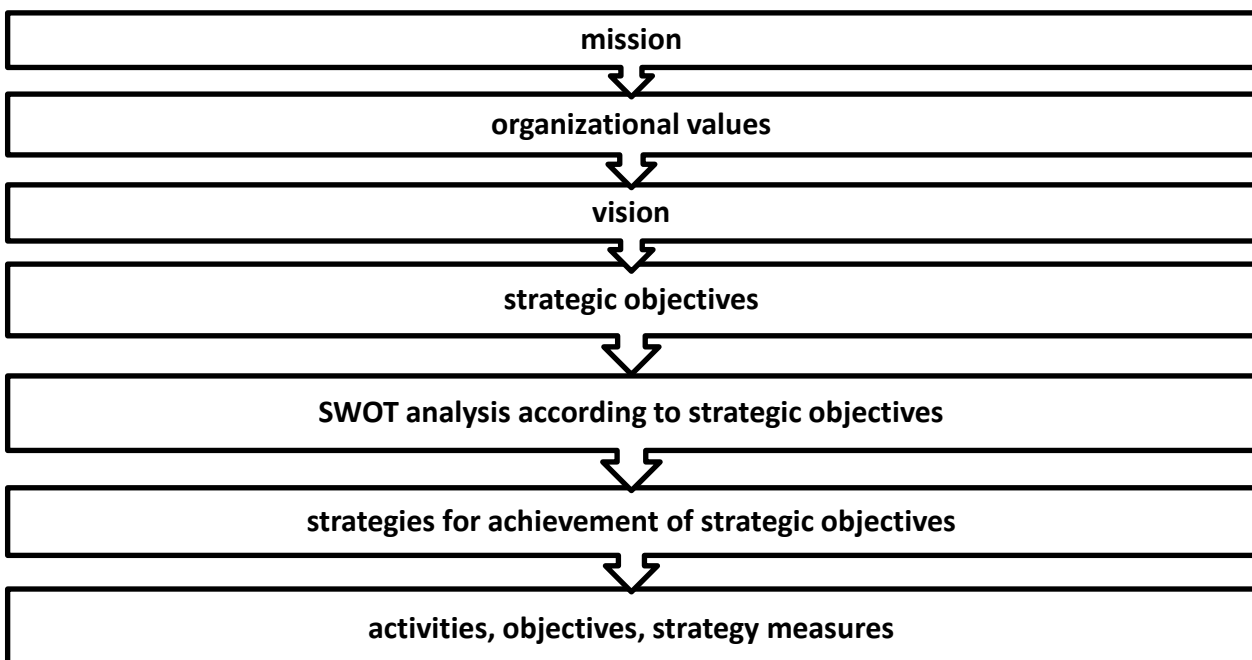 mission
organizational values
vision
strategic objectives
SWOT analysis according to strategic objectives
strategies for achievement of strategic objectives
activities, objectives, strategy measures